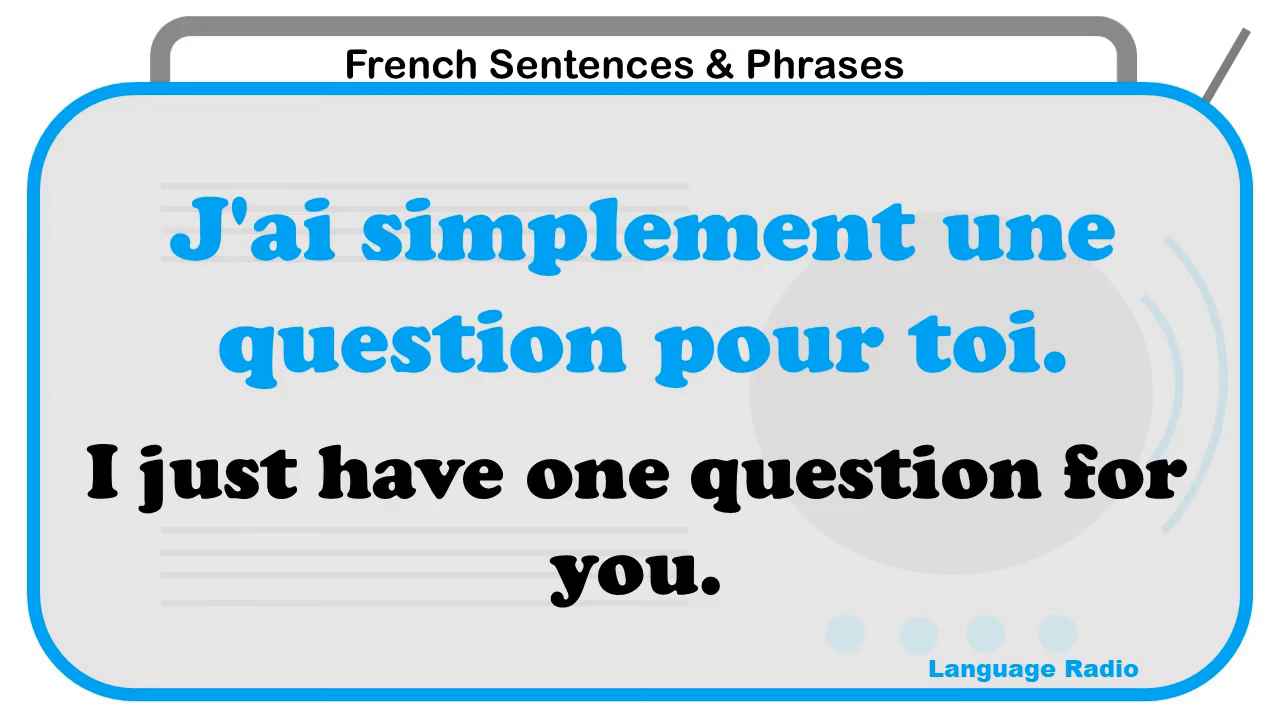 French Sentences & Phrases
J'ai simplement une
question pour toi.
I just have one question for
you.
Language Radio